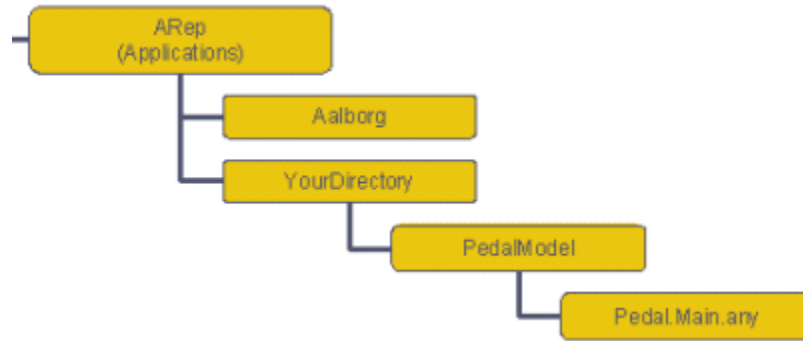 ARep
(Applications)
Aalborg
YourDirectory
PedalModel
Pedal.Main.any